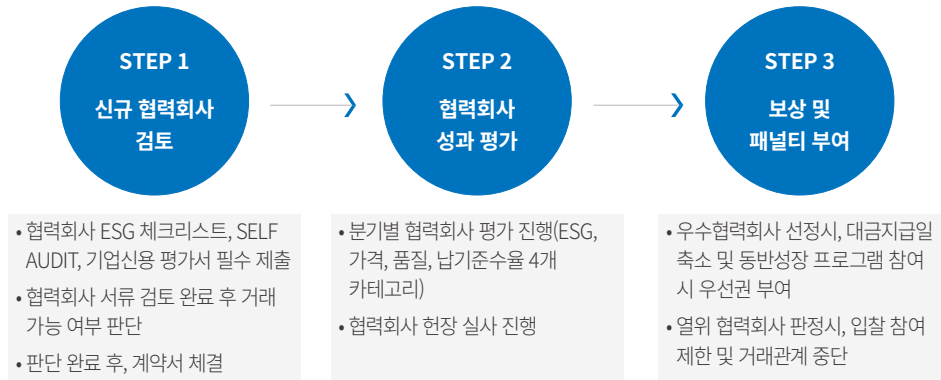 STEP 1
신규 협력회사
검토
STEP 2
협력회사
성과 평가
STEP 3
보상 및
패널티 부여
• 협력회사 ESG 체크리스트, SELF
AUDIT, 기업신용 평가서 필수 제출
• 협력회사 서류 검토 완료 후 거래
가능 여부 판단
• 판단 완료 후, 계약서 체결
• 분기별 협력회사 평가 진행(ESG,
가격, 품질, 납기준수율 4개
카테고리)
• 협력회사 헌장 실사 진행
• 우수협력회사 선정시, 대금지급일
축소 및 동반성장 프로그램 참여
시 우선권 부여
• 열위 협력회사 판정시, 입찰 참여
제한 및 거래관계 중단